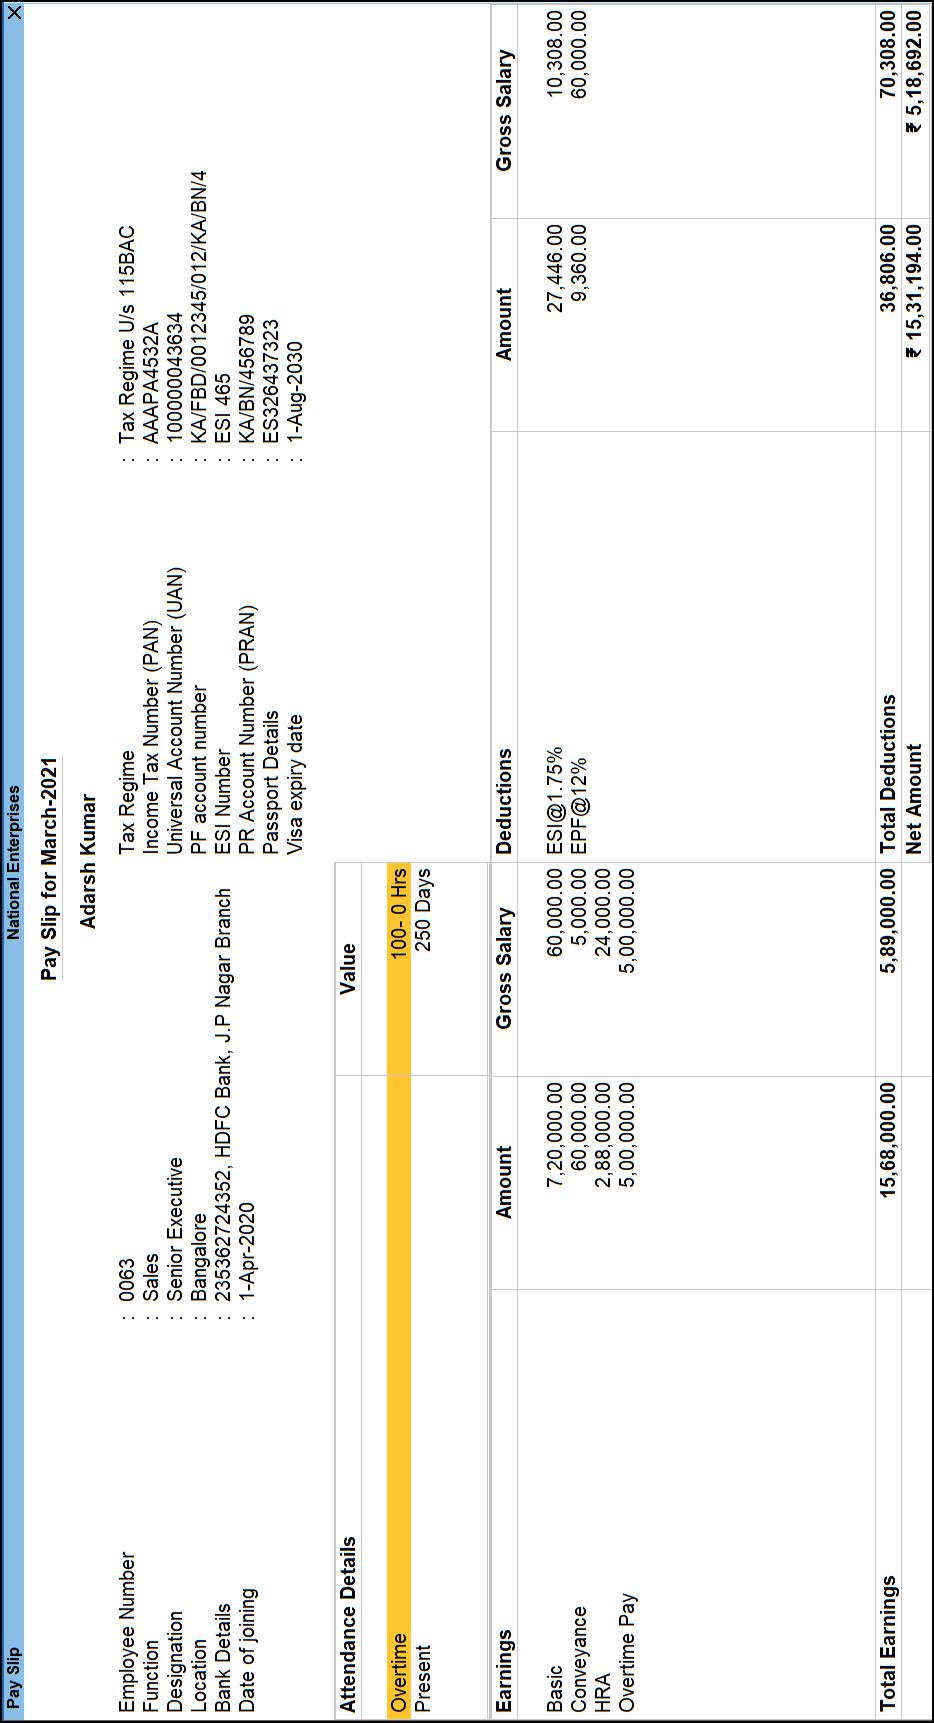 Pay Slip National Enterprises X
Pay Slip for March-2021
Adarsh Kumar
Employee Number : 0063 Tax Regime : Tax Regime U/s 115BAC
Function : Sales Income Tax Number (PAN) : AAAPA4532A
Designation : Senior Executive Universal Account Number (UAN) : 100000043634
Location : Bangalore PF account number : KA/FBD/0012345/012/KA/BN/4
Bank Details : 235362724352, HDFC Bank, J.P Nagar Branch ESI Number : ESI 465
Date of joining : 1-Apr-2020 PR Account Number (PRAN) : KA/BN/456789
Passport Details : ES326437323
Visa expiry date : 1-Aug-2030
Attendance Details Value
Overtime 100- 0 Hrs
Present 250 Days
Earnings Amount Gross Salary Deductions Amount Gross Salary
Basic 7,20,000.00 60,000.00 ESI@1.75% 27,446.00 10,308.00
Conveyance 60,000.00 5,000.00 EPF@12% 9,360.00 60,000.00
HRA 2,88,000.00 24,000.00
Overtime Pay 5,00,000.00 5,00,000.00
Total Earnings 15,68,000.00 5,89,000.00 Total Deductions 36,806.00 70,308.00
Net Amount ₹ 15,31,194.00 ₹ 5,18,692.00